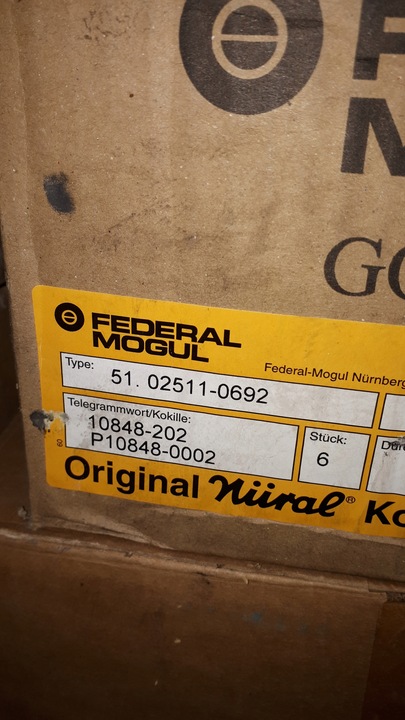 FEDERAL
MOGUL
Federal-Mogul Nürnberg
Type:
51. 02511-0692
Telegrammwort/Kokille:
10848-202
P10848-0002
Stück:
6
Original Nüral®